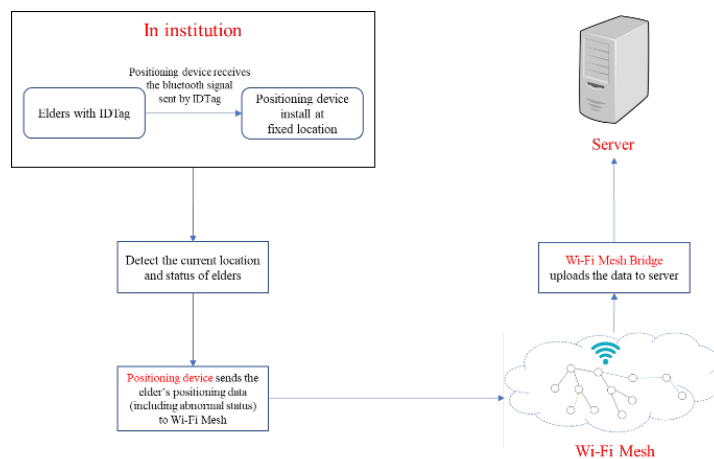 In institution
Positioning device receives
the bluetooth signal
sent by IDTag
Elders with IDTag
Positioning device
install at
fixed location
Detect the current location
and status of elders
Positioning device sends the
elder's positioning data
(including abnormal status)
to Wi-Fi Mesh
Wi-Fi Mesh
Wi-Fi Mesh Bridge
uploads the data to server
Server